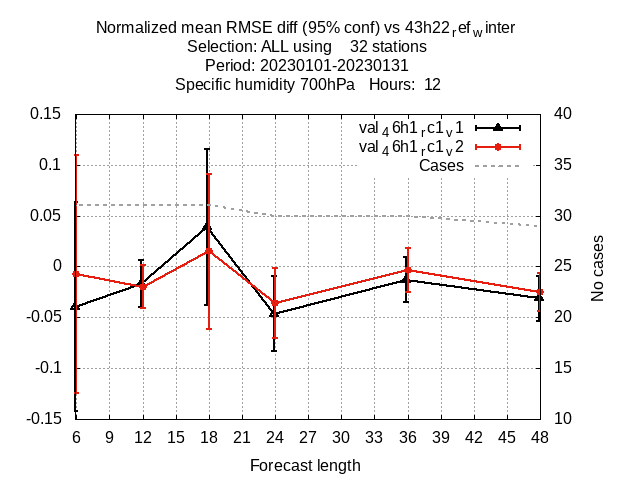 Normalized mean RMSE diff (95% conf) vs 43h22refwinter
Selection: ALL using 32 stations
Period: 20230101-20230131
Specific humidity 700hPa Hours: 12
0.15 40
val46h1rc1v1
val46h1rc1v2
Cases
0.1 35
0.05 30
0 25
-0.05 20
-0.1 15
-0.15 10
No cases
6 9 12 15 18 21 24 27 30 33 36 39 42 45 48
Forecast length